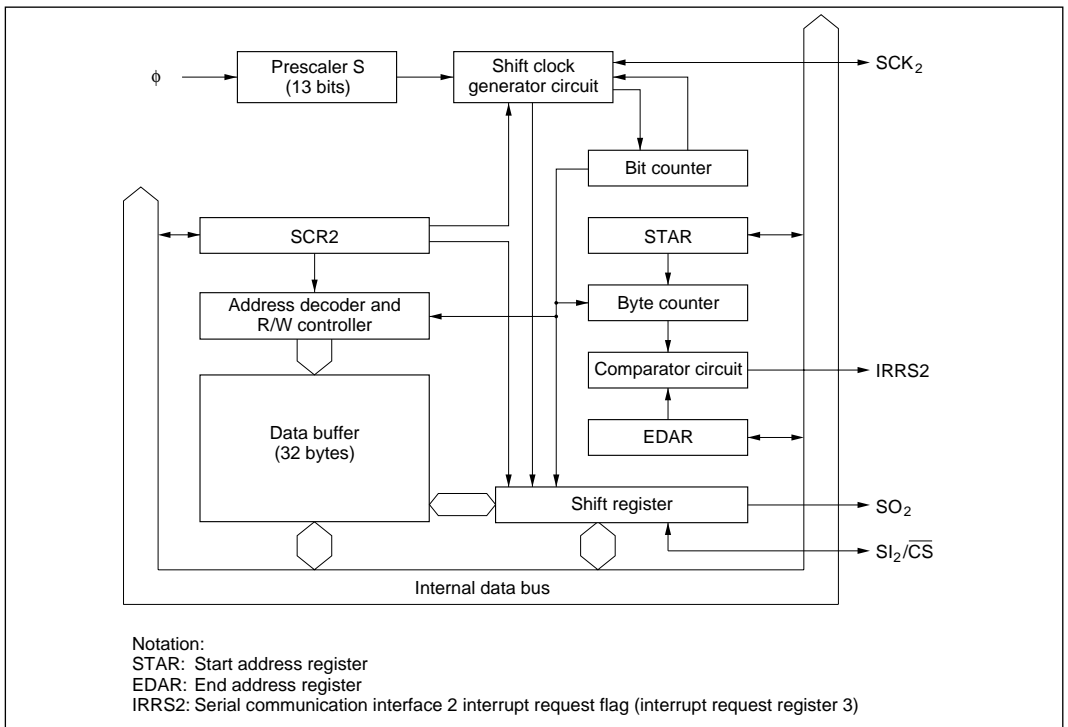 φ
Prescaler S
(13 bits)
Shift clock
generator circuit
SCK₂
Bit counter
SCR2
STAR
Address decoder and
R/W controller
Byte counter
Comparator circuit
IRRS2
Data buffer
(32 bytes)
EDAR
Shift register
SO₂
SI₂/C̅S̅
Internal data bus
Notation:
STAR: Start address register
EDAR: End address register
IRRS2: Serial communication interface 2 interrupt request flag (interrupt request register 3)